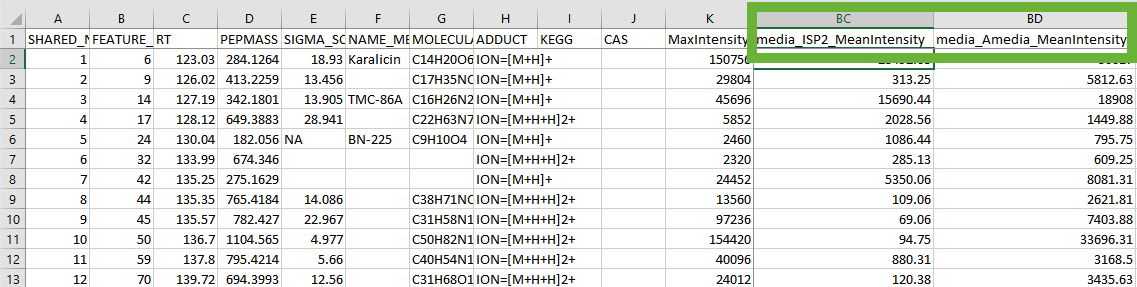 A B C D E F G H I J K BC BD
1 SHARED_N FEATURE_ RT PEPMASS SIGMA_SC NAME_ME MOLECULA ADDUCT KEGG CAS MaxIntensity media_ISP2_MeanIntensity media_Amedia_MeanIntensity
2 1 6 123.03 284.1264 18.93 Karalicin C14H20O6 ION=[M+H]+ 150756
3 2 9 126.02 413.2259 13.456 C17H35NO ION=[M+H]+ 29804 313.25 5812.63
4 3 14 127.19 342.1801 13.905 TMC-86A C16H26N2 ION=[M+H]+ 45696 15690.44 18908
5 4 17 128.12 649.3883 28.941 C22H63N7 ION=[M+H+H]2+ 5852 2028.56 1449.88
6 5 24 130.04 182.056 NA BN-225 C9H10O4 ION=[M+H]+ 2460 1086.44 795.75
7 6 32 133.99 674.346 ION=[M+H+H]2+ 2320 285.13 609.25
8 7 42 135.25 275.1629 ION=[M+H]+ 24452 5350.06 8081.31
9 8 44 135.35 765.4184 14.086 C38H71NO ION=[M+H+H]2+ 13560 109.06 2621.81
10 9 45 135.57 782.427 22.967 C31H58N1 ION=[M+H+H]2+ 97236 69.06 7403.88
11 10 50 136.7 1104.565 4.977 C50H82N1 ION=[M+H+H]2+ 154420 94.75 33696.31
12 11 59 137.8 795.4214 5.66 C40H54N1 ION=[M+H+H]2+ 40096 880.31 3168.5
13 12 70 139.72 694.3993 12.56 C31H68O1 ION=[M+H+H]2+ 24012 120.38 3435.63